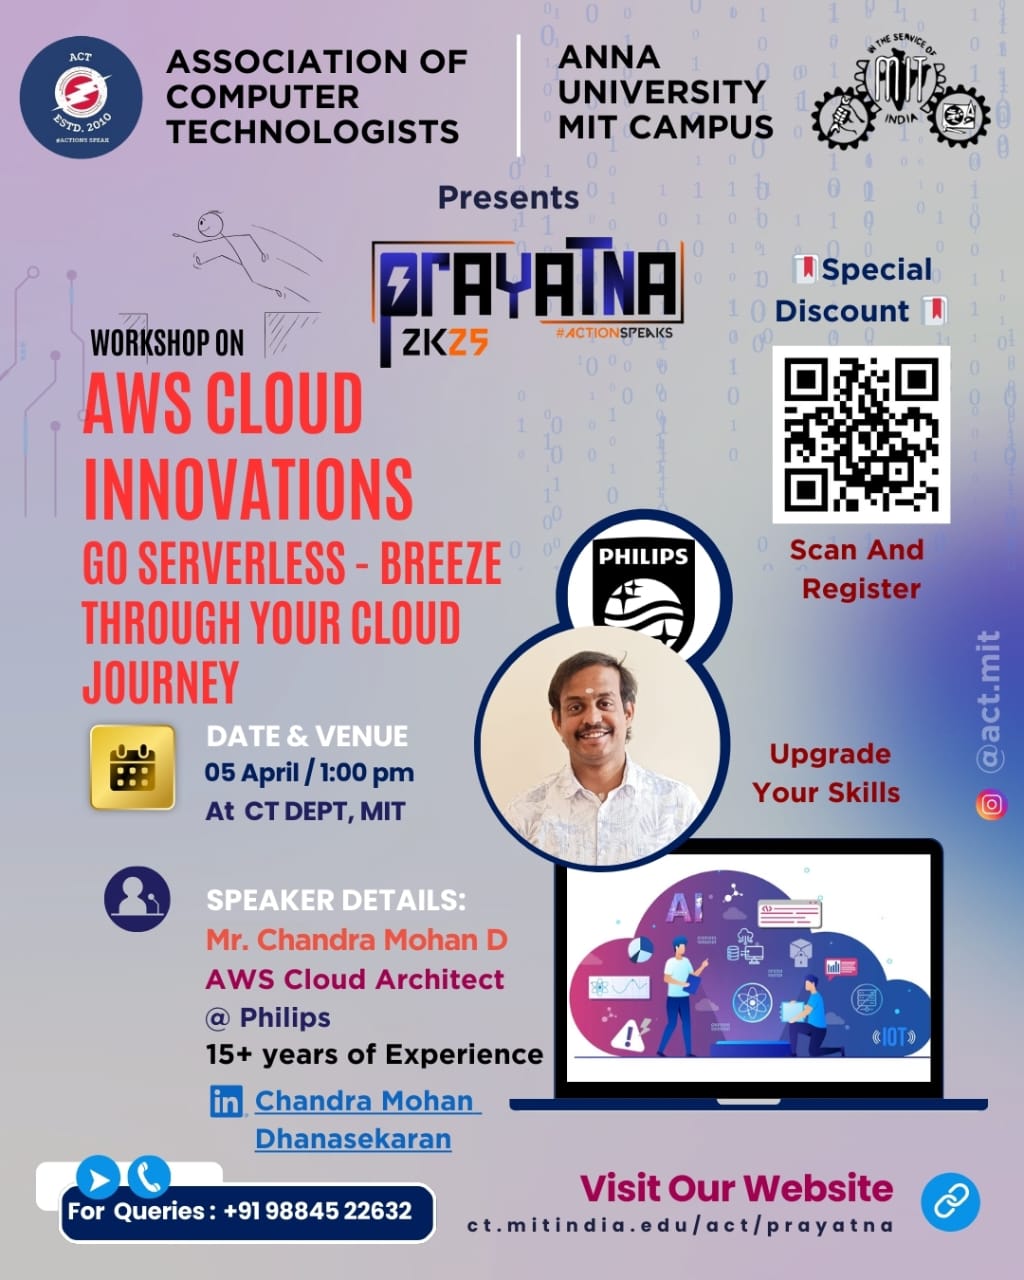 ACT
ESTD. 2010
#ACTIONS SPEAK
ASSOCIATION OF
COMPUTER
TECHNOLOGISTS
ANNA
UNIVERSITY
MIT CAMPUS
IN THE SERVICE OF
MIT
INDIA
Presents
PRAYATNA
2K25
#ACTIONSPEAKS
Special
Discount
WORKSHOP ON
AWS CLOUD
INNOVATIONS
GO SERVERLESS - BREEZE
THROUGH YOUR CLOUD
JOURNEY
Scan And
Register
PHILIPS
@act.mit
DATE & VENUE
05 April / 1:00 pm
At CT DEPT, MIT
Upgrade
Your Skills
SPEAKER DETAILS:
Mr. Chandra Mohan D
AWS Cloud Architect
@ Philips
15+ years of Experience
in Chandra Mohan
Dhanasekaran
AI
IOT
For Queries : +91 98845 22632
Visit Our Website
ct.mitindia.edu/act/prayatna